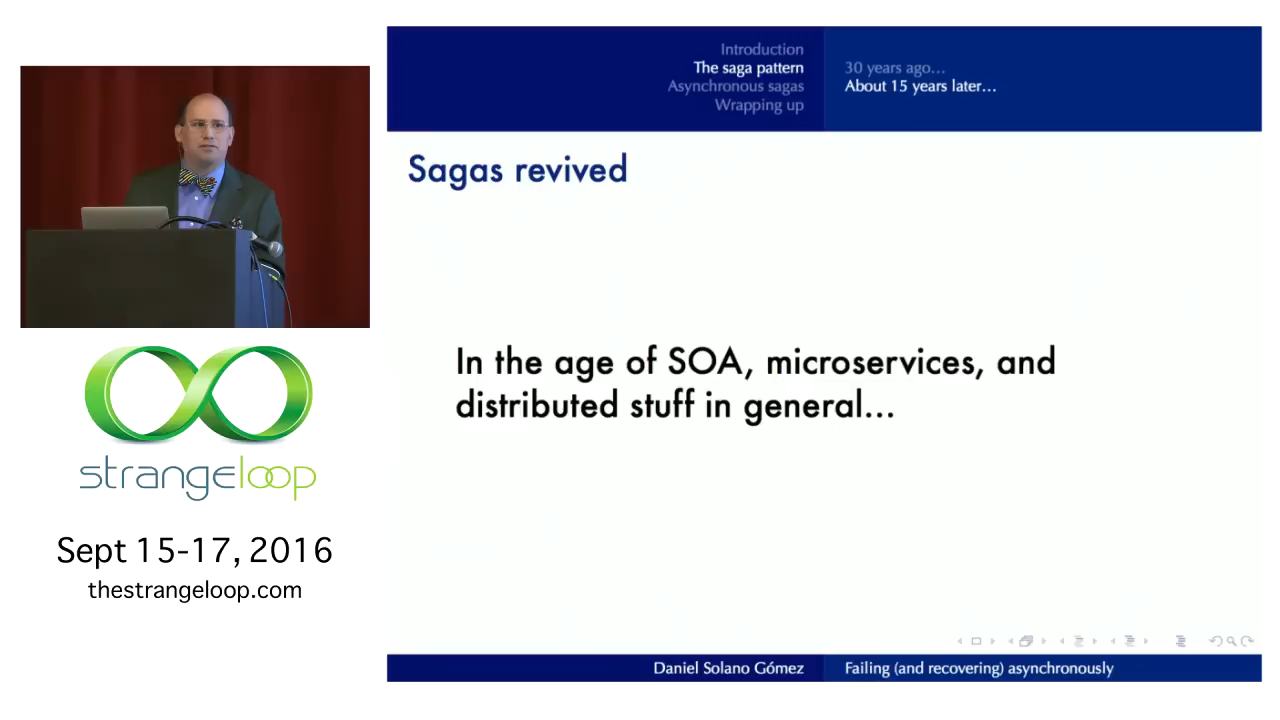 Introduction
The saga pattern
Asynchronous sagas
Wrapping up
30 years ago...
About 15 years later...
Sagas revived
In the age of SOA, microservices, and
distributed stuff in general...
Daniel Solano Gómez
Failing (and recovering) asynchronously
strangeloop
Sept 15-17, 2016
thestrangeloop.com